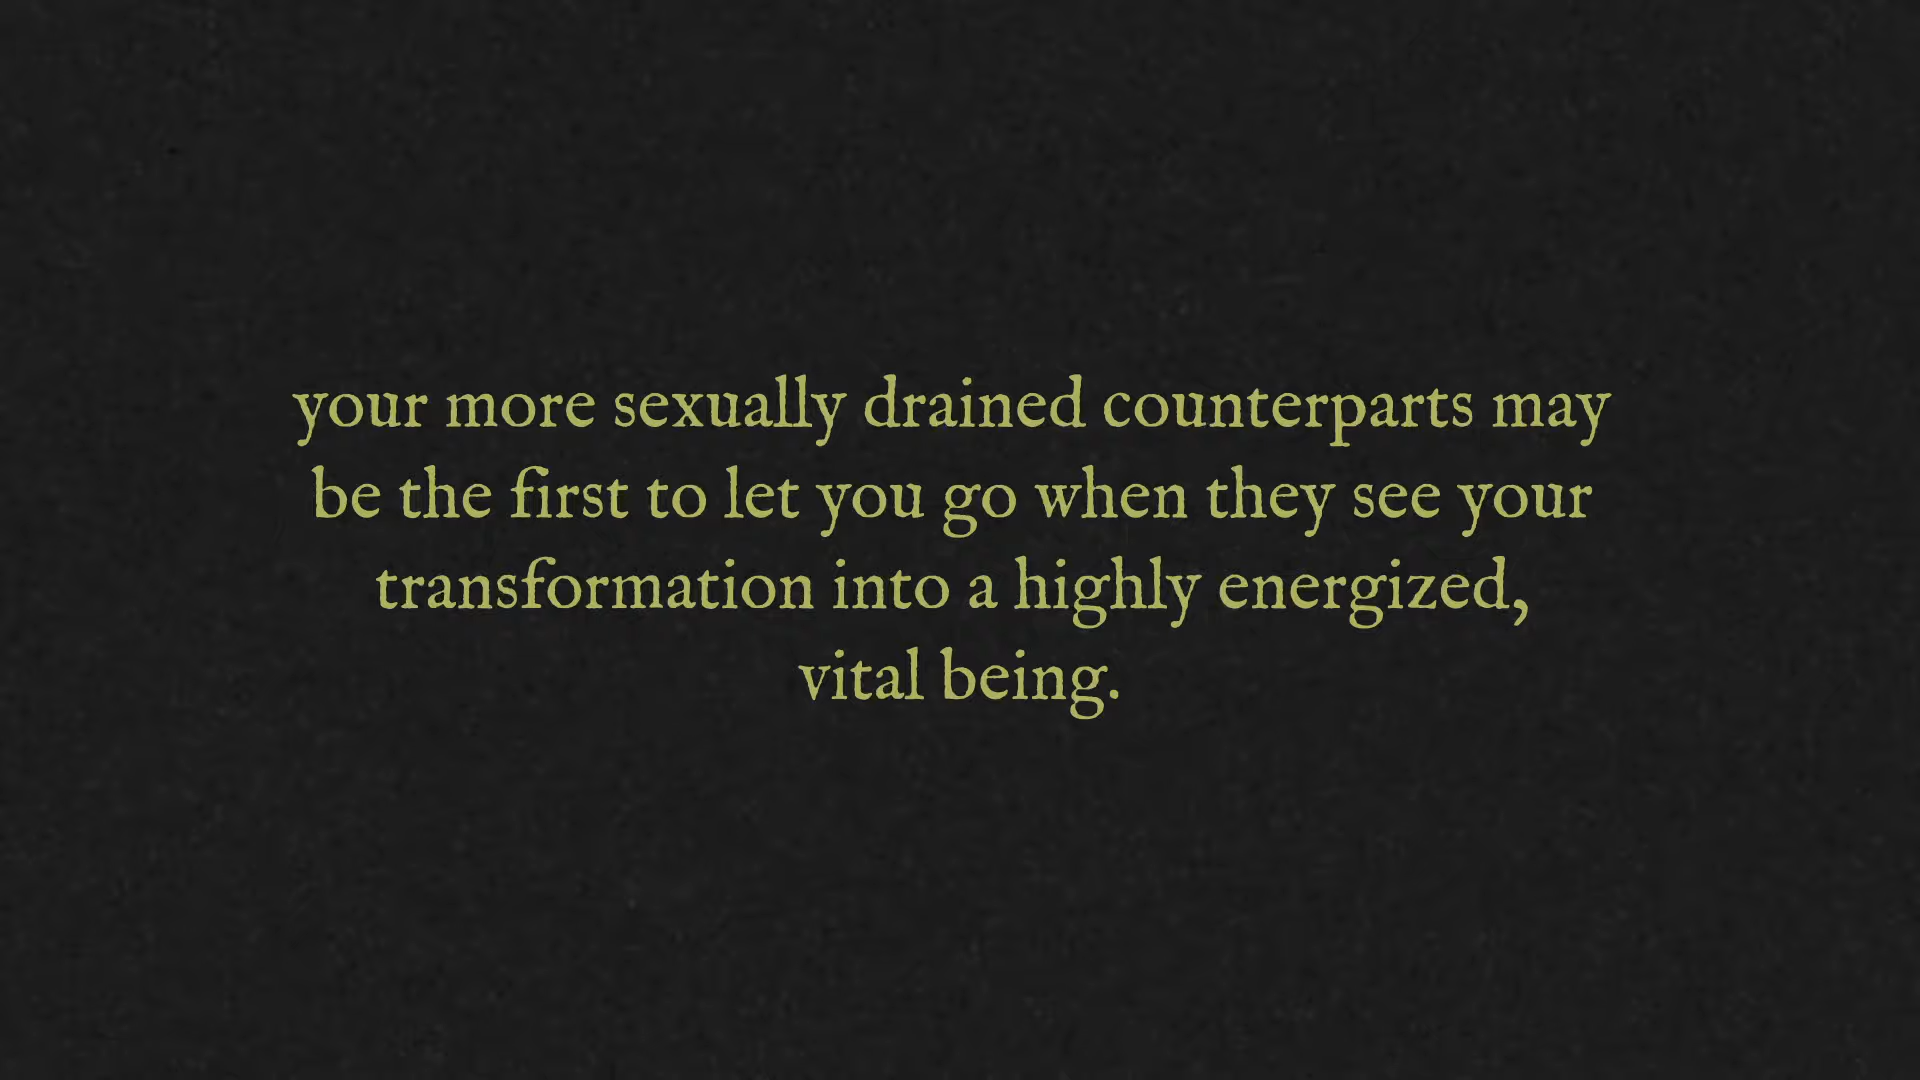 your more sexually drained counterparts may
be the first to let you go when they see your
transformation into a highly energized,
vital being.